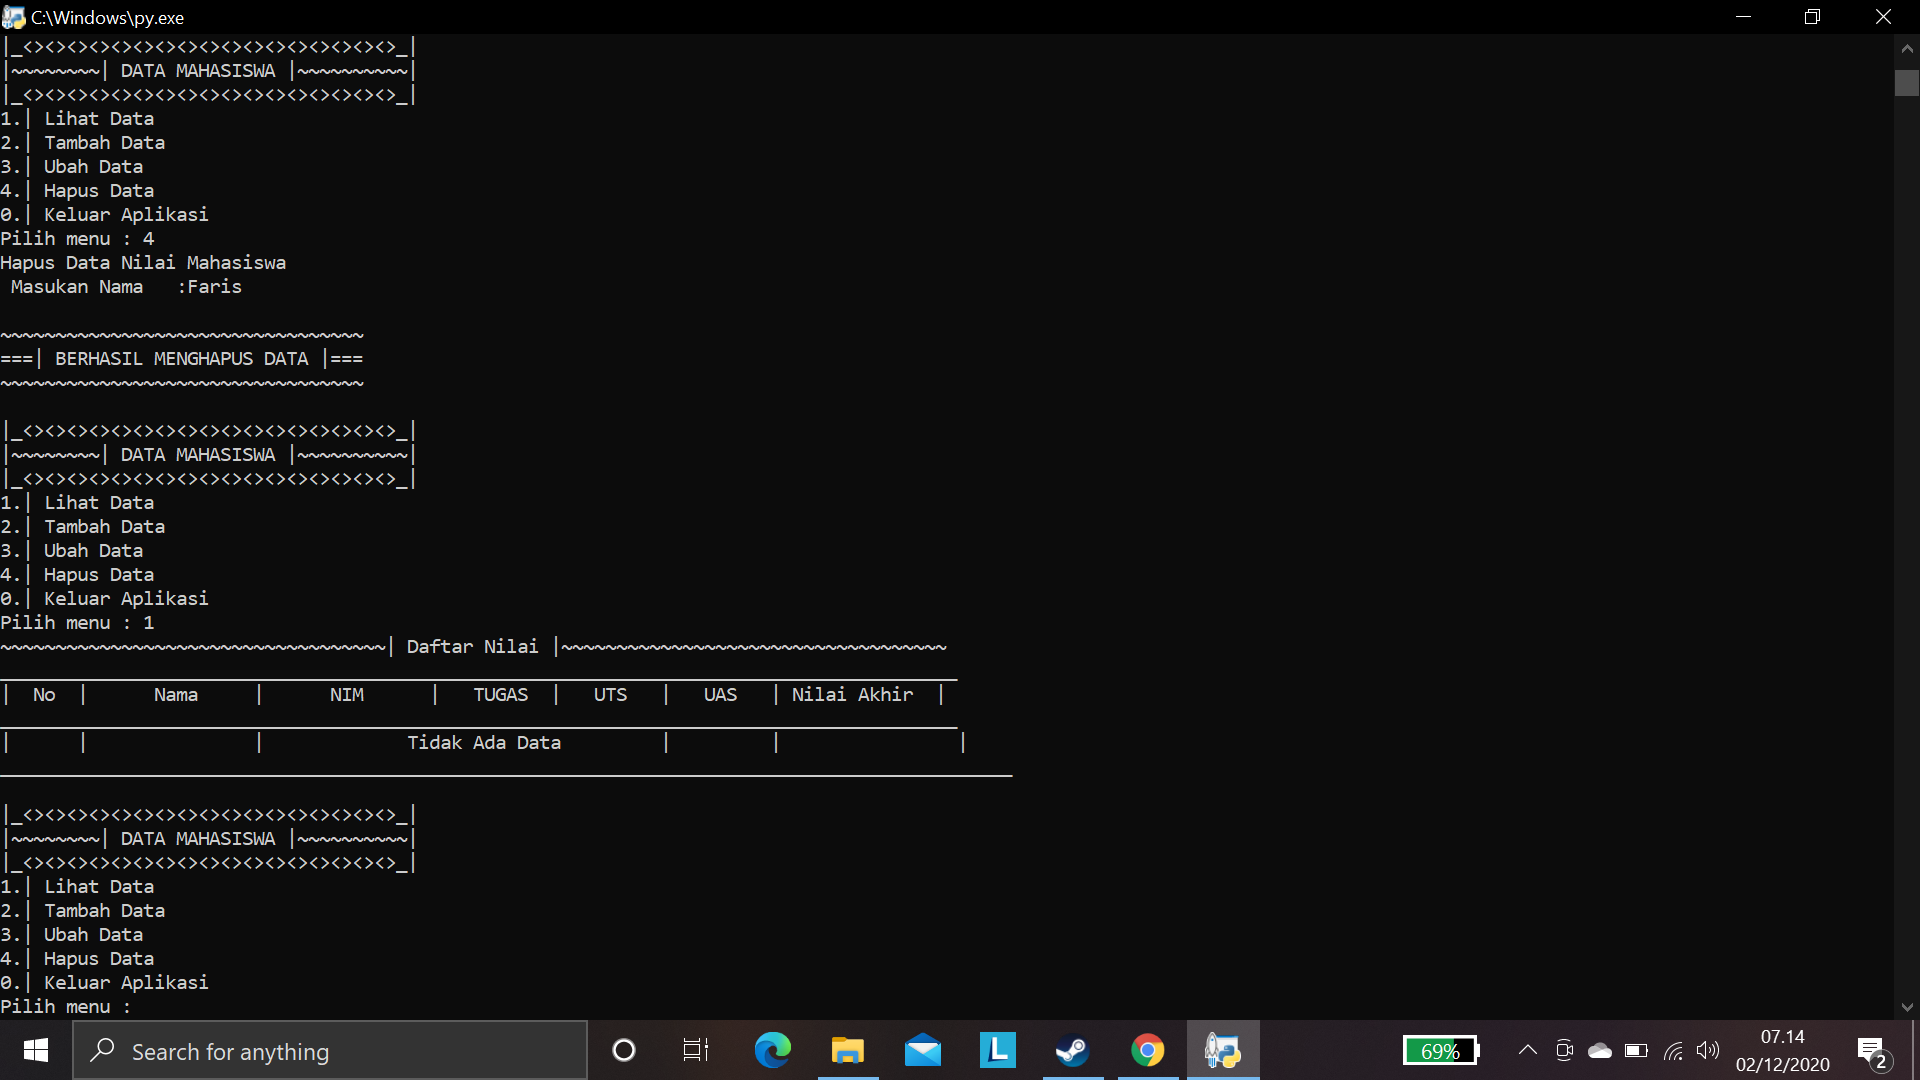 C:\Windows\py.exe
|_<><><><><><><><><><><><><><><><><>_|
|~~~~~~~~| DATA MAHASISWA |~~~~~~~~~~|
|_<><><><><><><><><><><><><><><><><>_|
1.| Lihat Data
2.| Tambah Data
3.| Ubah Data
4.| Hapus Data
0.| Keluar Aplikasi
Pilih menu : 4
Hapus Data Nilai Mahasiswa
 Masukan Nama   :Faris
~~~~~~~~~~~~~~~~~~~~~~~~~~~~~~~~~
===| BERHASIL MENGHAPUS DATA |===
~~~~~~~~~~~~~~~~~~~~~~~~~~~~~~~~~
|_<><><><><><><><><><><><><><><><><>_|
|~~~~~~~~| DATA MAHASISWA |~~~~~~~~~~|
|_<><><><><><><><><><><><><><><><><>_|
1.| Lihat Data
2.| Tambah Data
3.| Ubah Data
4.| Hapus Data
0.| Keluar Aplikasi
Pilih menu : 1
~~~~~~~~~~~~~~~~~~~~~~~~~~~~~~~~~~~| Daftar Nilai |~~~~~~~~~~~~~~~~~~~~~~~~~~~~~~~~~~~
|  No  |      Nama     |      NIM      |   TUGAS  |   UTS   |   UAS   | Nilai Akhir  |
|      |               |             Tidak Ada Data         |         |                |
|_<><><><><><><><><><><><><><><><><>_|
|~~~~~~~~| DATA MAHASISWA |~~~~~~~~~~|
|_<><><><><><><><><><><><><><><><><>_|
1.| Lihat Data
2.| Tambah Data
3.| Ubah Data
4.| Hapus Data
0.| Keluar Aplikasi
Pilih menu :
Search for anything
L
69%
07.14
02/12/2020
2